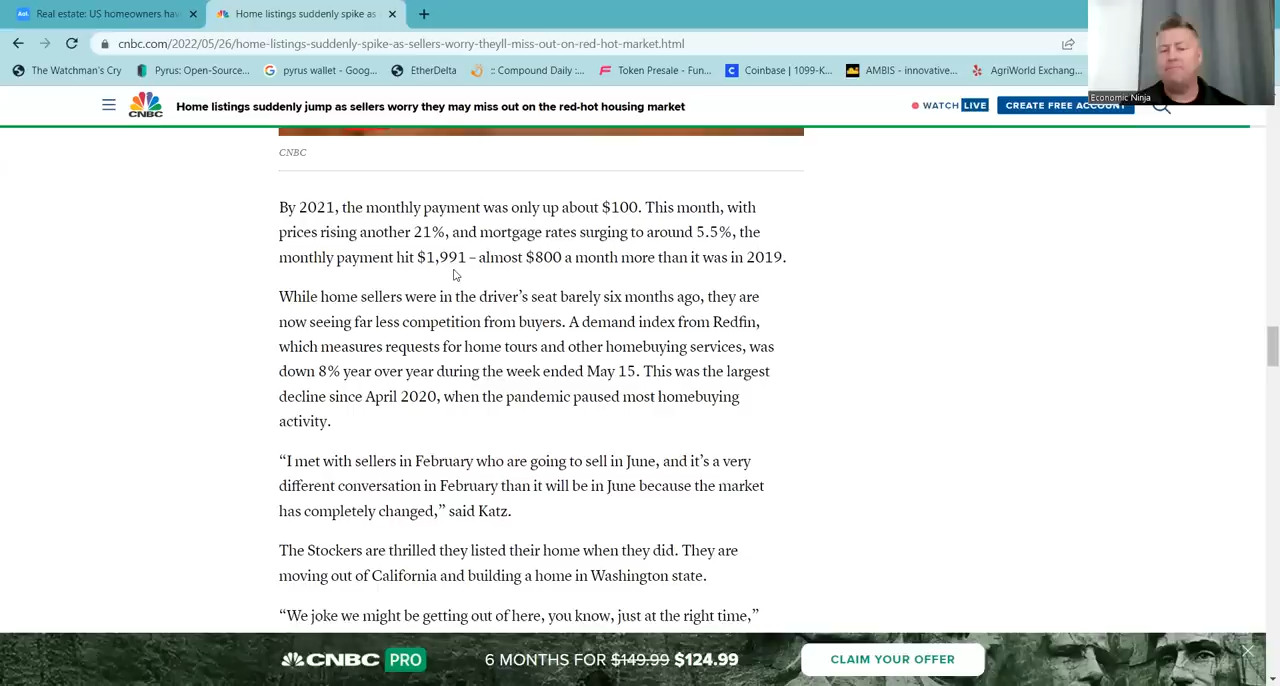 Real estate: US homeowners hav
Home listings suddenly spike as
cnbc.com/2022/05/26/home-listings-suddenly-spike-as-sellers-worry-theyll-miss-out-on-red-hot-market.html
The Watchman's Cry
Pyrus: Open-Source...
pyrus wallet - Goog...
EtherDelta
:: Compound Daily :...
Token Presale - Fun...
Coinbase | 1099-K...
AMBIS - innovative...
AgriWorld Exchang...
Economic Ninja
CNBC
Home listings suddenly jump as sellers worry they may miss out on the red-hot housing market
WATCH LIVE
CREATE FREE ACCOUNT
CNBC
By 2021, the monthly payment was only up about $100. This month, with
prices rising another 21%, and mortgage rates surging to around 5.5%, the
monthly payment hit $1,991 – almost $800 a month more than it was in 2019.
While home sellers were in the driver’s seat barely six months ago, they are
now seeing far less competition from buyers. A demand index from Redfin,
which measures requests for home tours and other homebuying services, was
down 8% year over year during the week ended May 15. This was the largest
decline since April 2020, when the pandemic paused most homebuying
activity.
“I met with sellers in February who are going to sell in June, and it’s a very
different conversation in February than it will be in June because the market
has completely changed,” said Katz.
The Stockers are thrilled they listed their home when they did. They are
moving out of California and building a home in Washington state.
“We joke we might be getting out of here, you know, just at the right time,”
CNBC PRO
6 MONTHS FOR $149.99 $124.99
CLAIM YOUR OFFER